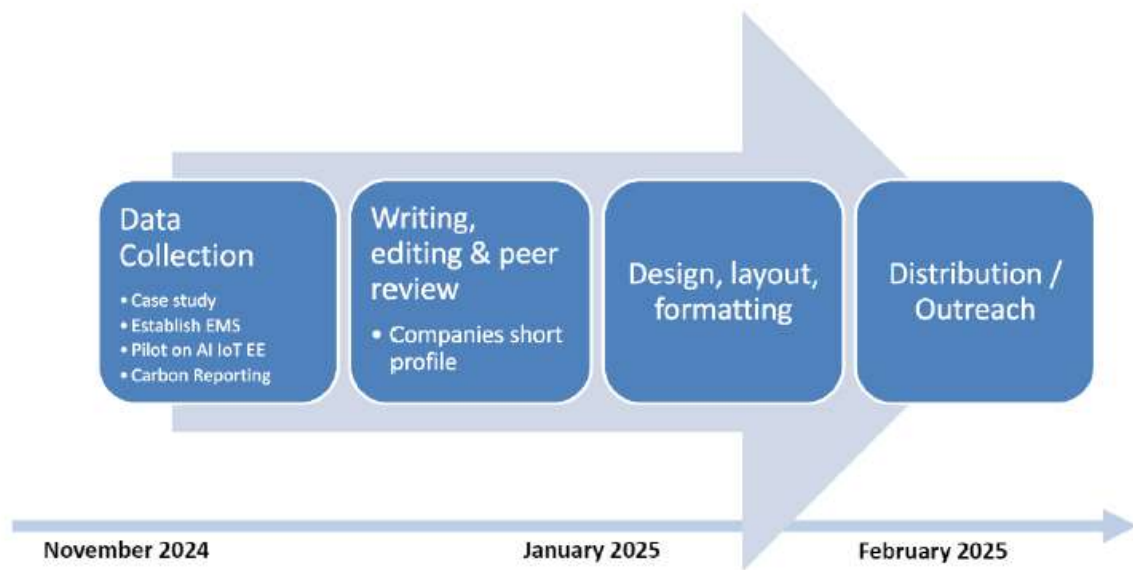 Data
Collection
• Case study
• Establish EMS
• Pilot on AI IoT EE
• Carbon Reporting
Writing,
editing & peer
review
• Companies short
profile
Design, layout,
formatting
Distribution /
Outreach
November 2024
January 2025
February 2025